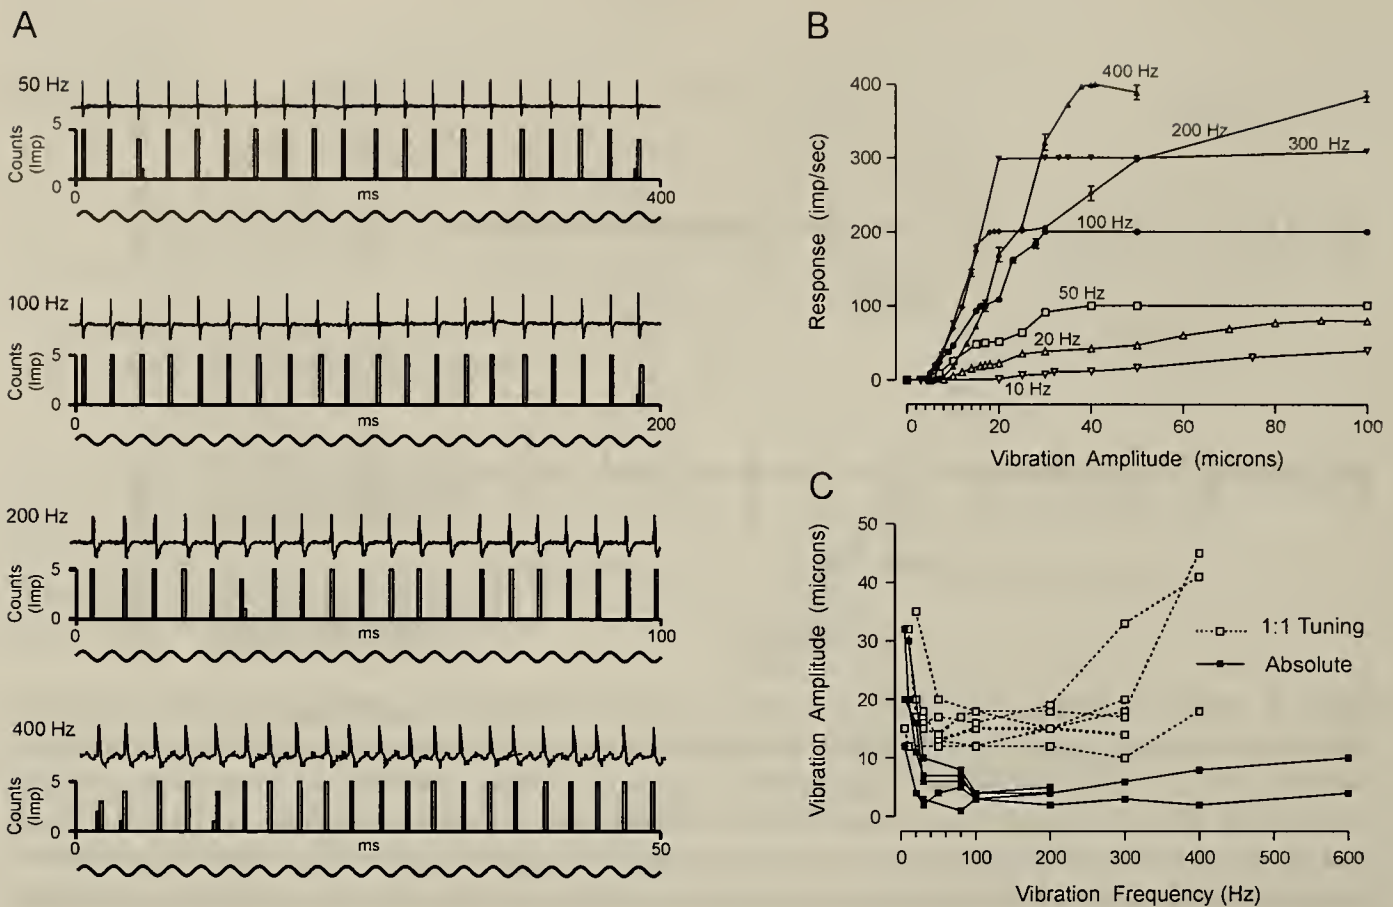 A
50 Hz
Counts
(Imp)
5
0
0
ms
400
100 Hz
Counts
(Imp)
5
0
0
ms
200
200 Hz
Counts
(Imp)
5
0
0
ms
100
400 Hz
Counts
(Imp)
5
0
0
ms
50
B
Response (imp/sec)
400
300
200
100
0
400 Hz
200 Hz
300 Hz
100 Hz
50 Hz
20 Hz
10 Hz
0 20 40 60 80 100
Vibration Amplitude (microns)
C
Vibration Amplitude (microns)
50
40
30
20
10
0
1:1 Tuning
Absolute
0 100 200 300 400 500 600
Vibration Frequency (Hz)